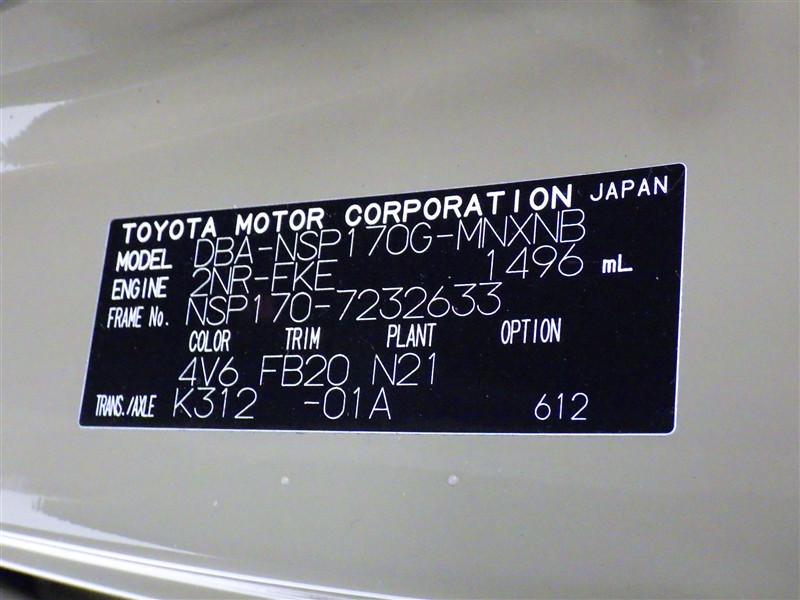 TOYOTA MOTOR CORPORATION JAPAN
MODEL DBA-NSP170G-MNXNB
ENGINE 2NR-FKE 1496 mL
FRAME No. NSP170-7232633
COLOR TRIM PLANT OPTION
4V6 FB20 N21
TRANS./AXLE K312 -01A 612